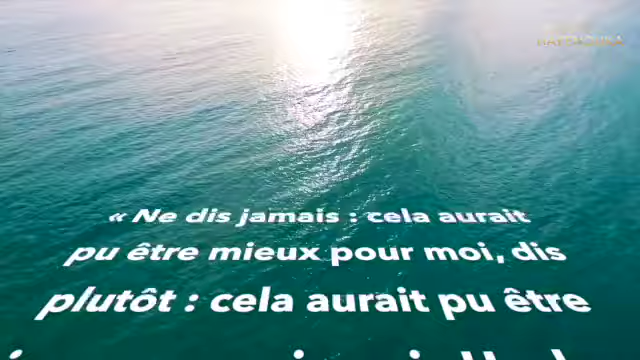 « Ne dis jamais : cela aurait
pu être mieux pour moi, dis
plutôt : cela aurait pu être